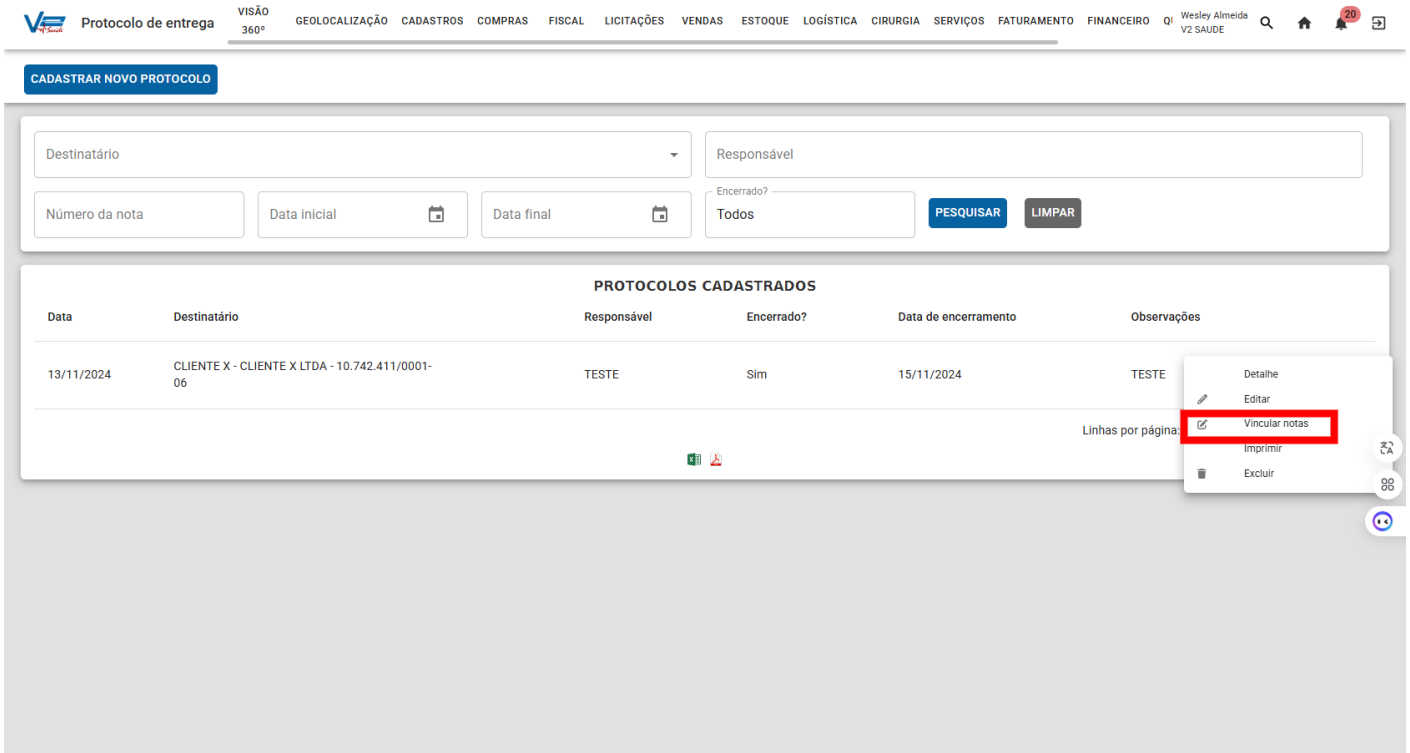 V2 Saúde
Protocolo de entrega
VISÃO
360º
GEOLOCALIZAÇÃO CADASTROS COMPRAS FISCAL LICITAÇÕES VENDAS ESTOQUE LOGÍSTICA CIRURGIA SERVIÇOS FATURAMENTO FINANCEIRO
Wesley Almeida
V2 SAUDE
20
CADASTRAR NOVO PROTOCOLO
Destinatário Responsável
Encerrado?
Número da nota Data inicial Data final Todos PESQUISAR LIMPAR
PROTOCOLOS CADASTRADOS
Data Destinatário Responsável Encerrado? Data de encerramento Observações
13/11/2024 CLIENTE X - CLIENTE X LTDA - 10.742.411/0001-
06 TESTE Sim 15/11/2024 TESTE
Detalhe
Editar
Vincular notas
Linhas por página:
Imprimir
Excluir